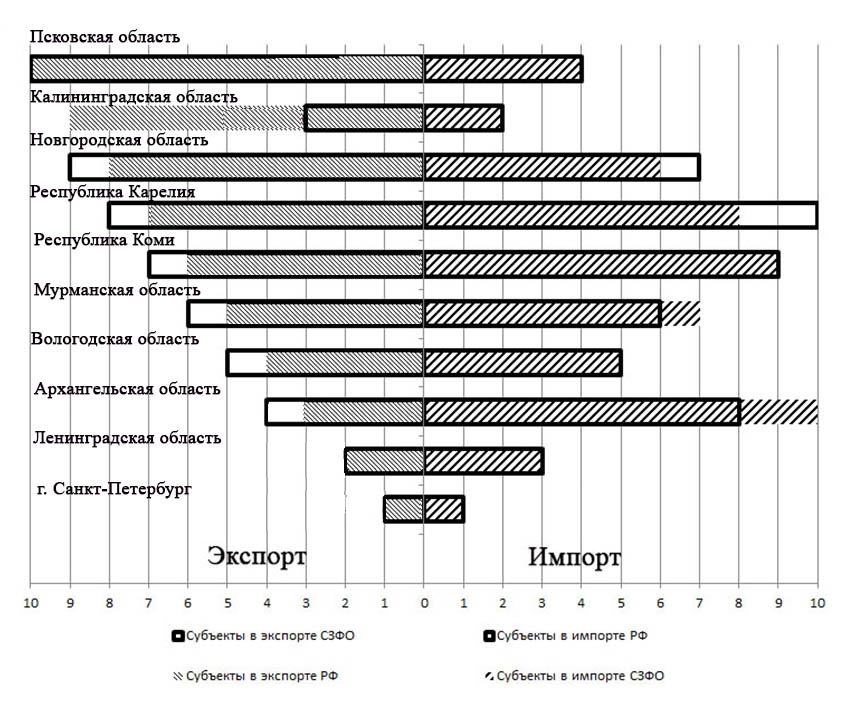 Псковская область
Калининградская область
Новгородская область
Республика Карелия
Республика Коми
Мурманская область
Вологодская область
Архангельская область
Ленинградская область
г. Санкт-Петербург
Экспорт Импорт
10 9 8 7 6 5 4 3 2 1 0 1 2 3 4 5 6 7 8 9 10
Субъекты в экспорте СЗФО Субъекты в импорте РФ
Субъекты в экспорте РФ Субъекты в импорте СЗФО